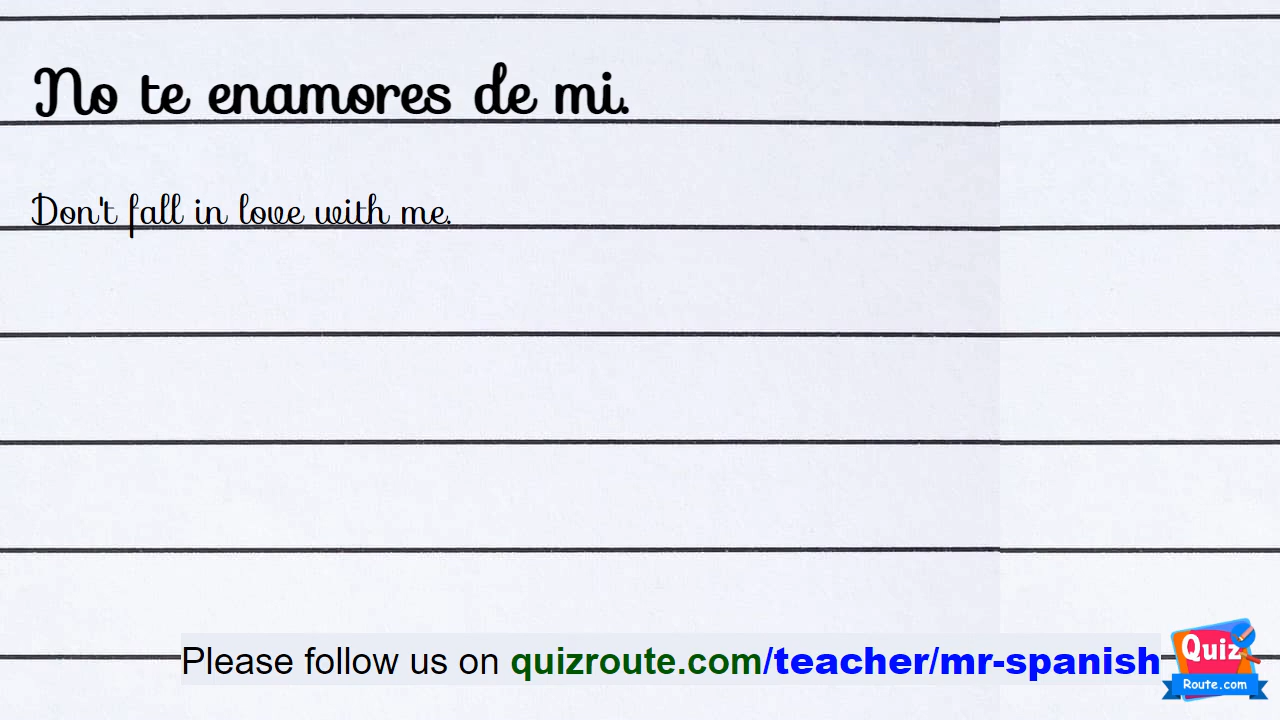 No te enamores de mi.
Don't fall in love with me.
Please follow us on quizroute.com/teacher/mr-spanish
Quiz
Route.com